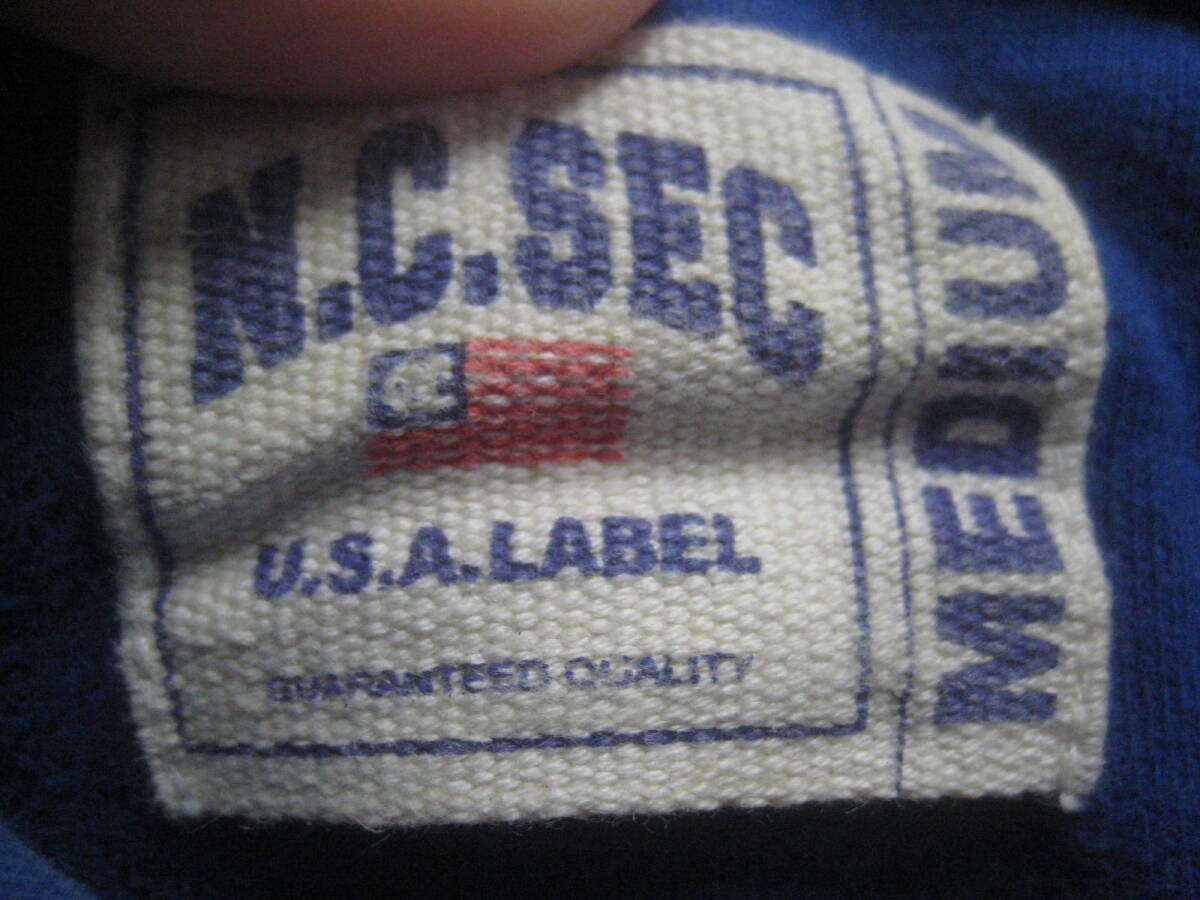 N.C.SEC
U.S.A.LABEL
GUARANTEED QUALITY
MEDIUM